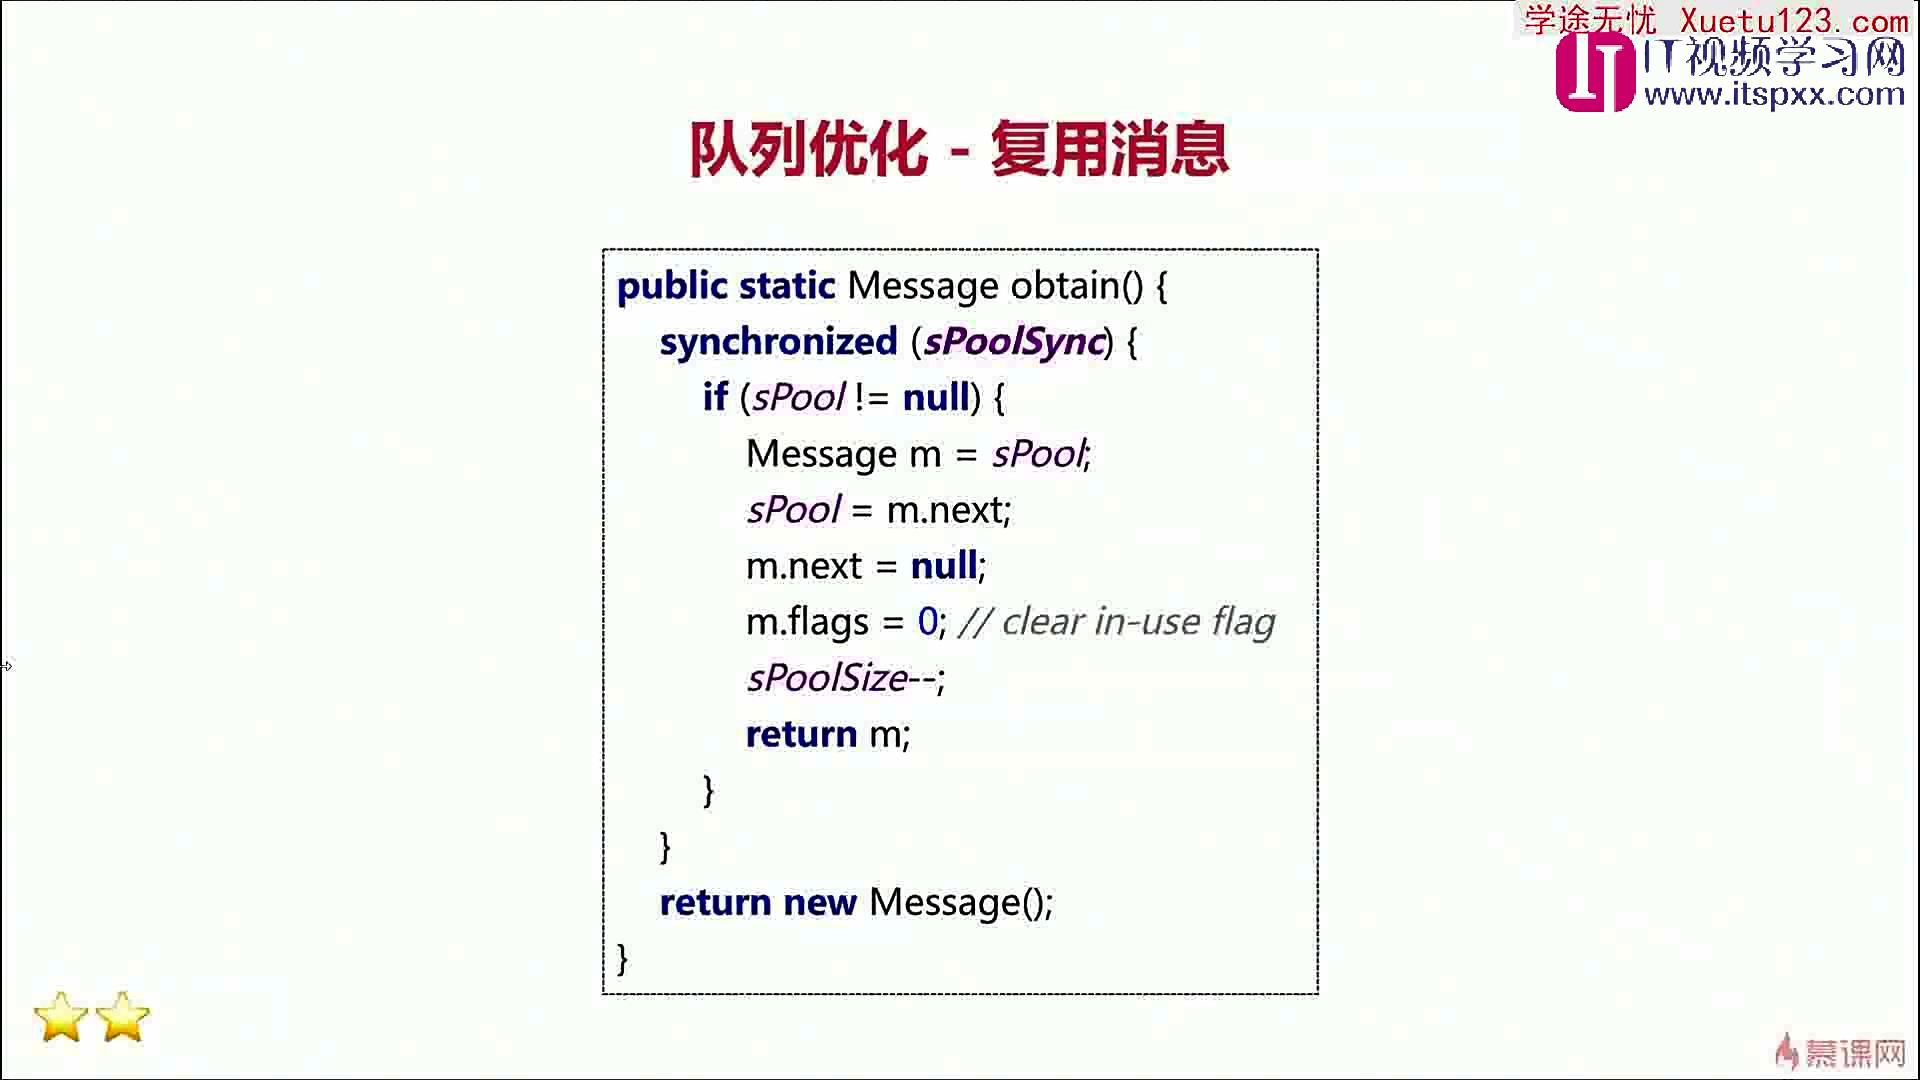 学途无忧 Xuetu123.com
IT视频学习网
www.itspxx.com
队列优化 - 复用消息
public static Message obtain() {
synchronized (sPoolSync) {
if (sPool != null) {
Message m = sPool;
sPool = m.next;
m.next = null;
m.flags = 0; // clear in-use flag
sPoolSize--;
return m;
}
}
return new Message();
}
慕课网